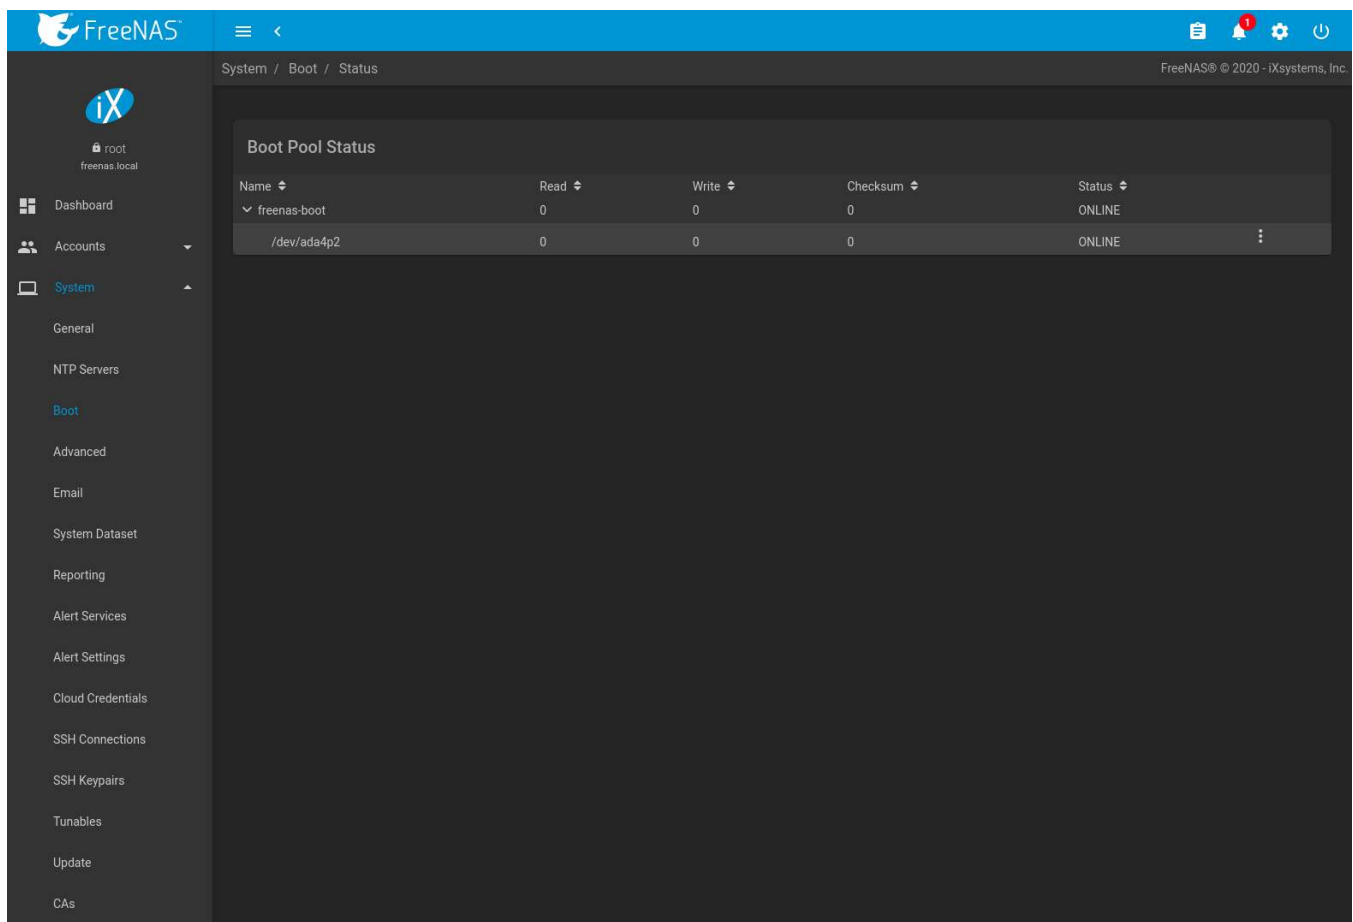 FreeNAS™
1
System / Boot / Status
FreeNAS® © 2020 - iXsystems, Inc.
iX
root
freenas.local
Dashboard
Accounts
System
General
NTP Servers
Boot
Advanced
Email
System Dataset
Reporting
Alert Services
Alert Settings
Cloud Credentials
SSH Connections
SSH Keypairs
Tunables
Update
CAs
Boot Pool Status
Name Read Write Checksum Status
freenas-boot 0 0 0 ONLINE
/dev/ada4p2 0 0 0 ONLINE